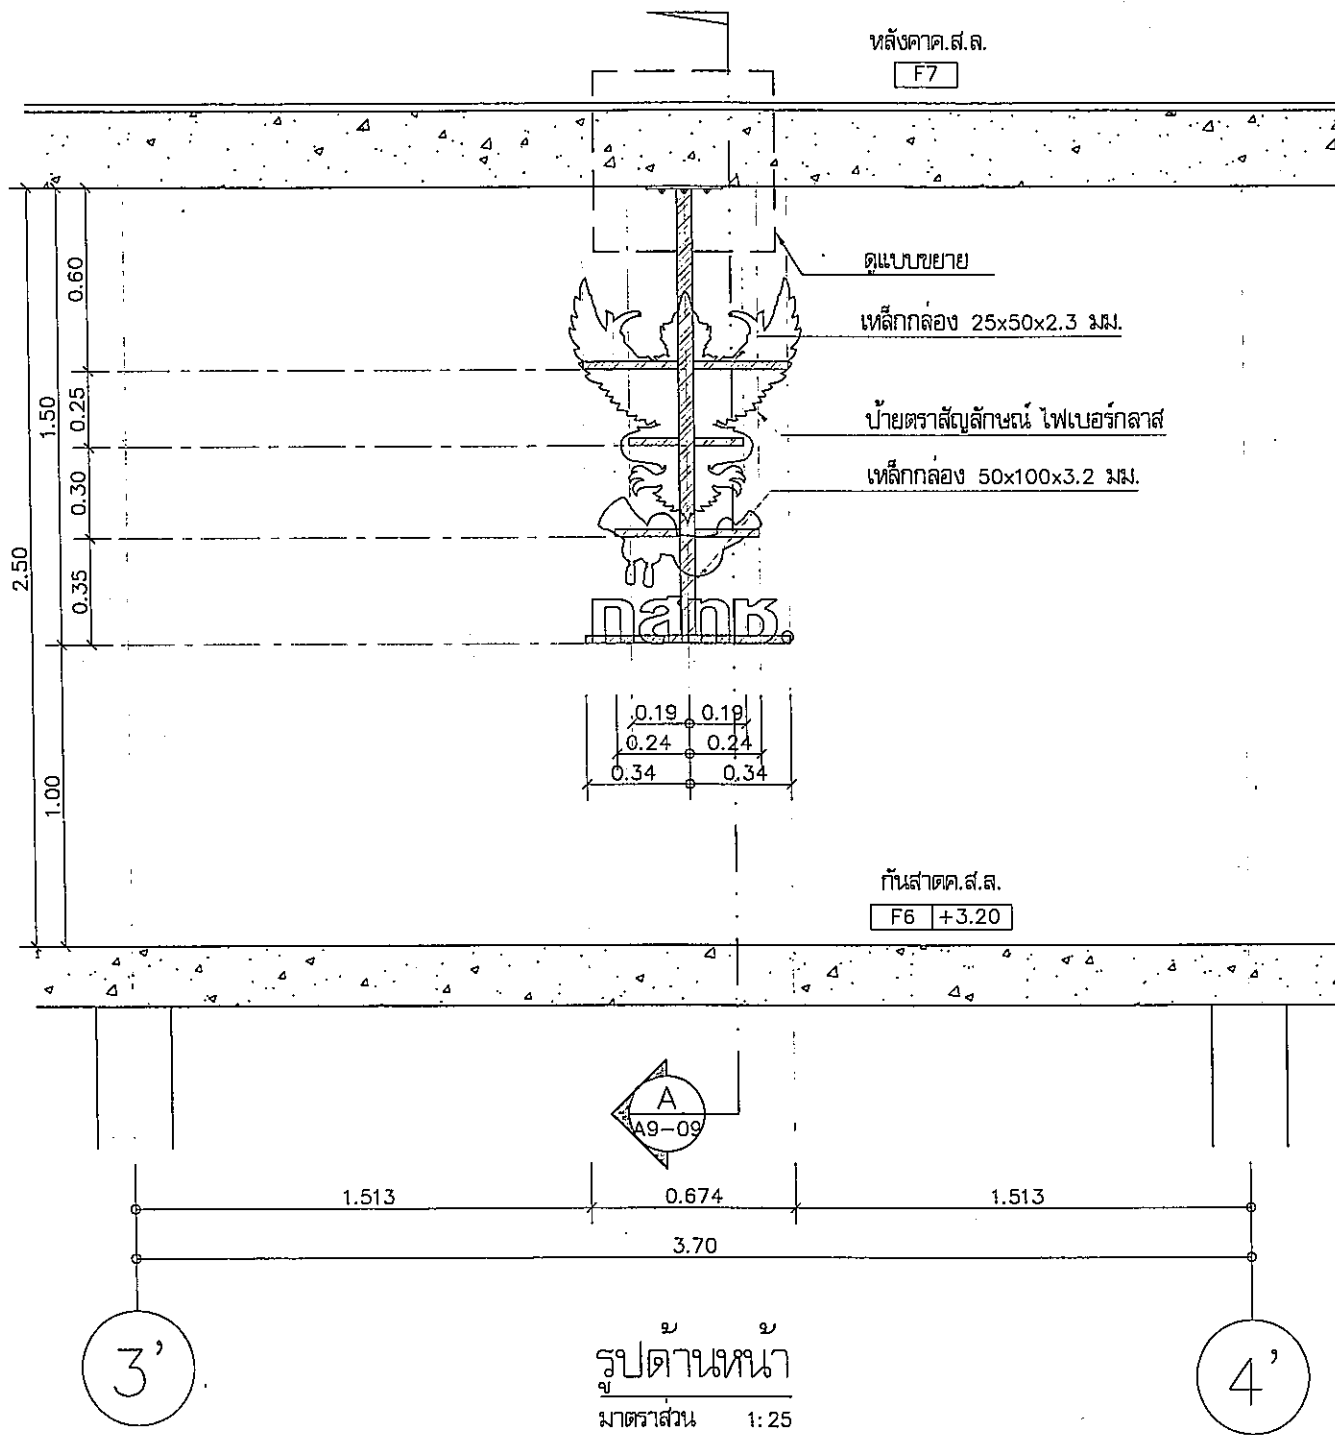 หลังคาค.ส.ล.
F7
ดูแบบขยาย
เหล็กกล่อง 25x50x2.3 มม.
ป้ายตราสัญลักษณ์ ไฟเบอร์กลาส
เหล็กกล่อง 50x100x3.2 มม.
0.60
0.25
0.30
0.35
1.50
2.50
1.00
กสทช.
0.19 0.19
0.24 0.24
0.34 0.34
กันสาดค.ส.ล.
F6 +3.20
A
A9-09
1.513 0.674 1.513
3.70
3' 4'
รูปด้านหน้า
มาตราส่วน 1:25